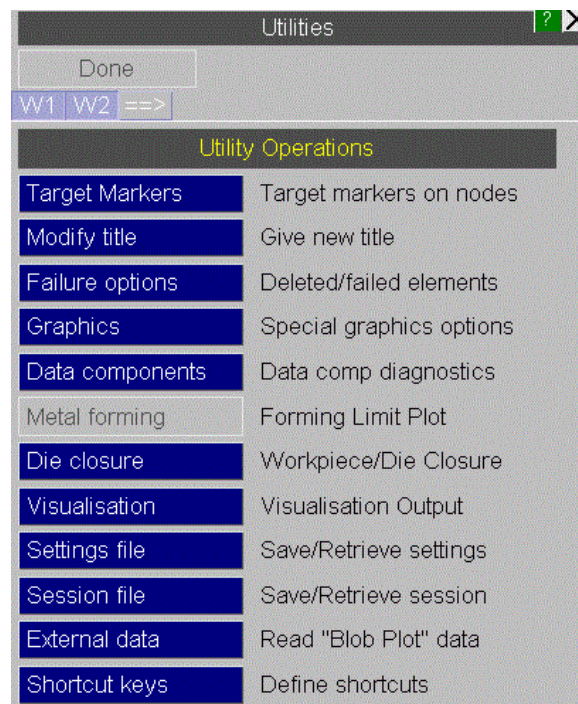 Utilities ? X
Done
W1 W2 ==>
Utility Operations
Target Markers Target markers on nodes
Modify title Give new title
Failure options Deleted/failed elements
Graphics Special graphics options
Data components Data comp diagnostics
Metal forming Forming Limit Plot
Die closure Workpiece/Die Closure
Visualisation Visualisation Output
Settings file Save/Retrieve settings
Session file Save/Retrieve session
External data Read "Blob Plot" data
Shortcut keys Define shortcuts